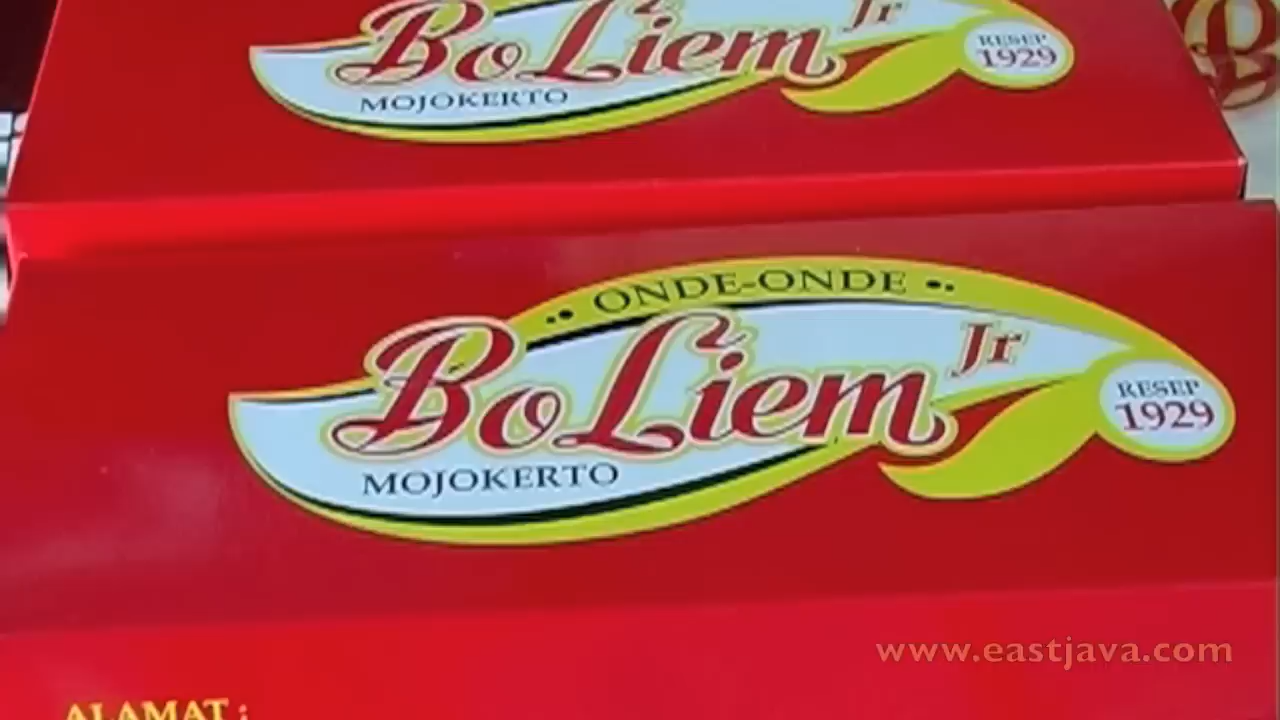 BoLiem Jr
RESEP
1929
MOJOKERTO
•• ONDE-ONDE ••
BoLiem Jr
RESEP
1929
MOJOKERTO
www.eastjava.com
ALAMAT :